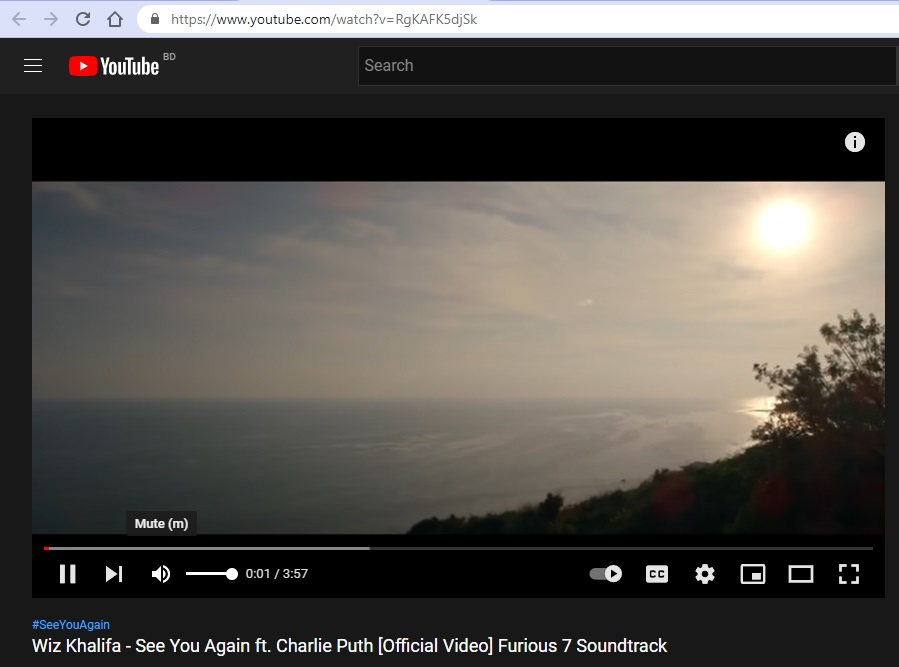 https://www.youtube.com/watch?v=RgKAFK5djSk
YouTube BD
Search
i
Mute (m)
0:01 / 3:57
CC
#SeeYouAgain
Wiz Khalifa - See You Again ft. Charlie Puth [Official Video] Furious 7 Soundtrack